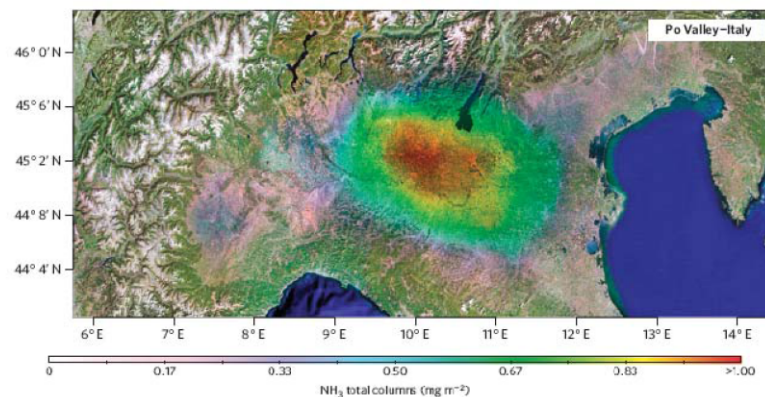 Po Valley–Italy
46° 0' N
45° 6' N
45° 2' N
44° 8' N
44° 4' N
5° E 7° E 8° E 9° E 10° E 11° E 12° E 13° E 14° E
0 0.17 0.33 0.50 0.67 0.83 >1.00
NH₃ total columns (mg m⁻²)